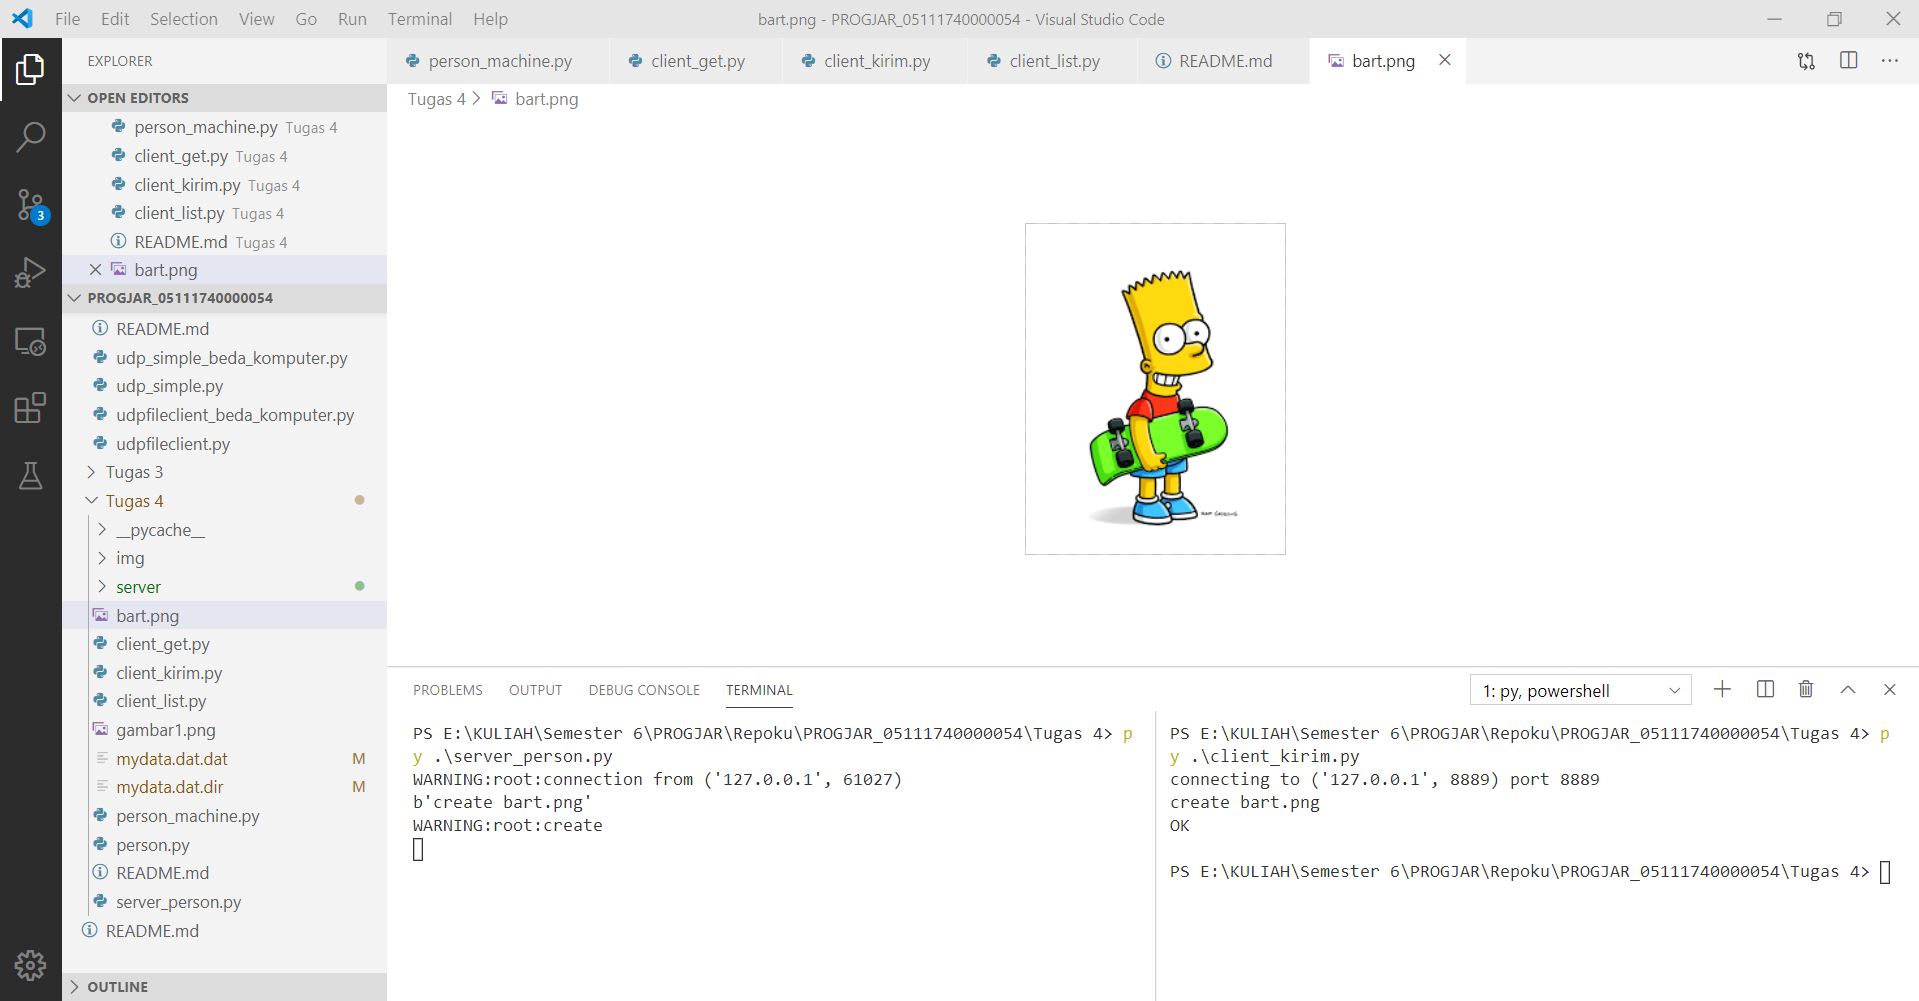 File Edit Selection View Go Run Terminal Help
bart.png - PROGJAR_05111740000054 - Visual Studio Code
EXPLORER
OPEN EDITORS
person_machine.py Tugas 4
client_get.py Tugas 4
client_kirim.py Tugas 4
client_list.py Tugas 4
README.md Tugas 4
bart.png
PROGJAR_05111740000054
README.md
udp_simple_beda_komputer.py
udp_simple.py
udpfileclient_beda_komputer.py
udpfileclient.py
Tugas 3
Tugas 4
__pycache__
img
server
bart.png
client_get.py
client_kirim.py
client_list.py
gambar1.png
mydata.dat.dat M
mydata.dat.dir M
person_machine.py
person.py
README.md
server_person.py
README.md
OUTLINE
3
person_machine.py client_get.py client_kirim.py client_list.py README.md bart.png
Tugas 4 > bart.png
PROBLEMS OUTPUT DEBUG CONSOLE TERMINAL
1: py, powershell
PS E:\KULIAH\Semester 6\PROGJAR\Repoku\PROGJAR_05111740000054\Tugas 4> p
y .\server_person.py
WARNING:root:connection from ('127.0.0.1', 61027)
b'create bart.png'
WARNING:root:create
PS E:\KULIAH\Semester 6\PROGJAR\Repoku\PROGJAR_05111740000054\Tugas 4> p
y .\client_kirim.py
connecting to ('127.0.0.1', 8889) port 8889
create bart.png
OK
PS E:\KULIAH\Semester 6\PROGJAR\Repoku\PROGJAR_05111740000054\Tugas 4>